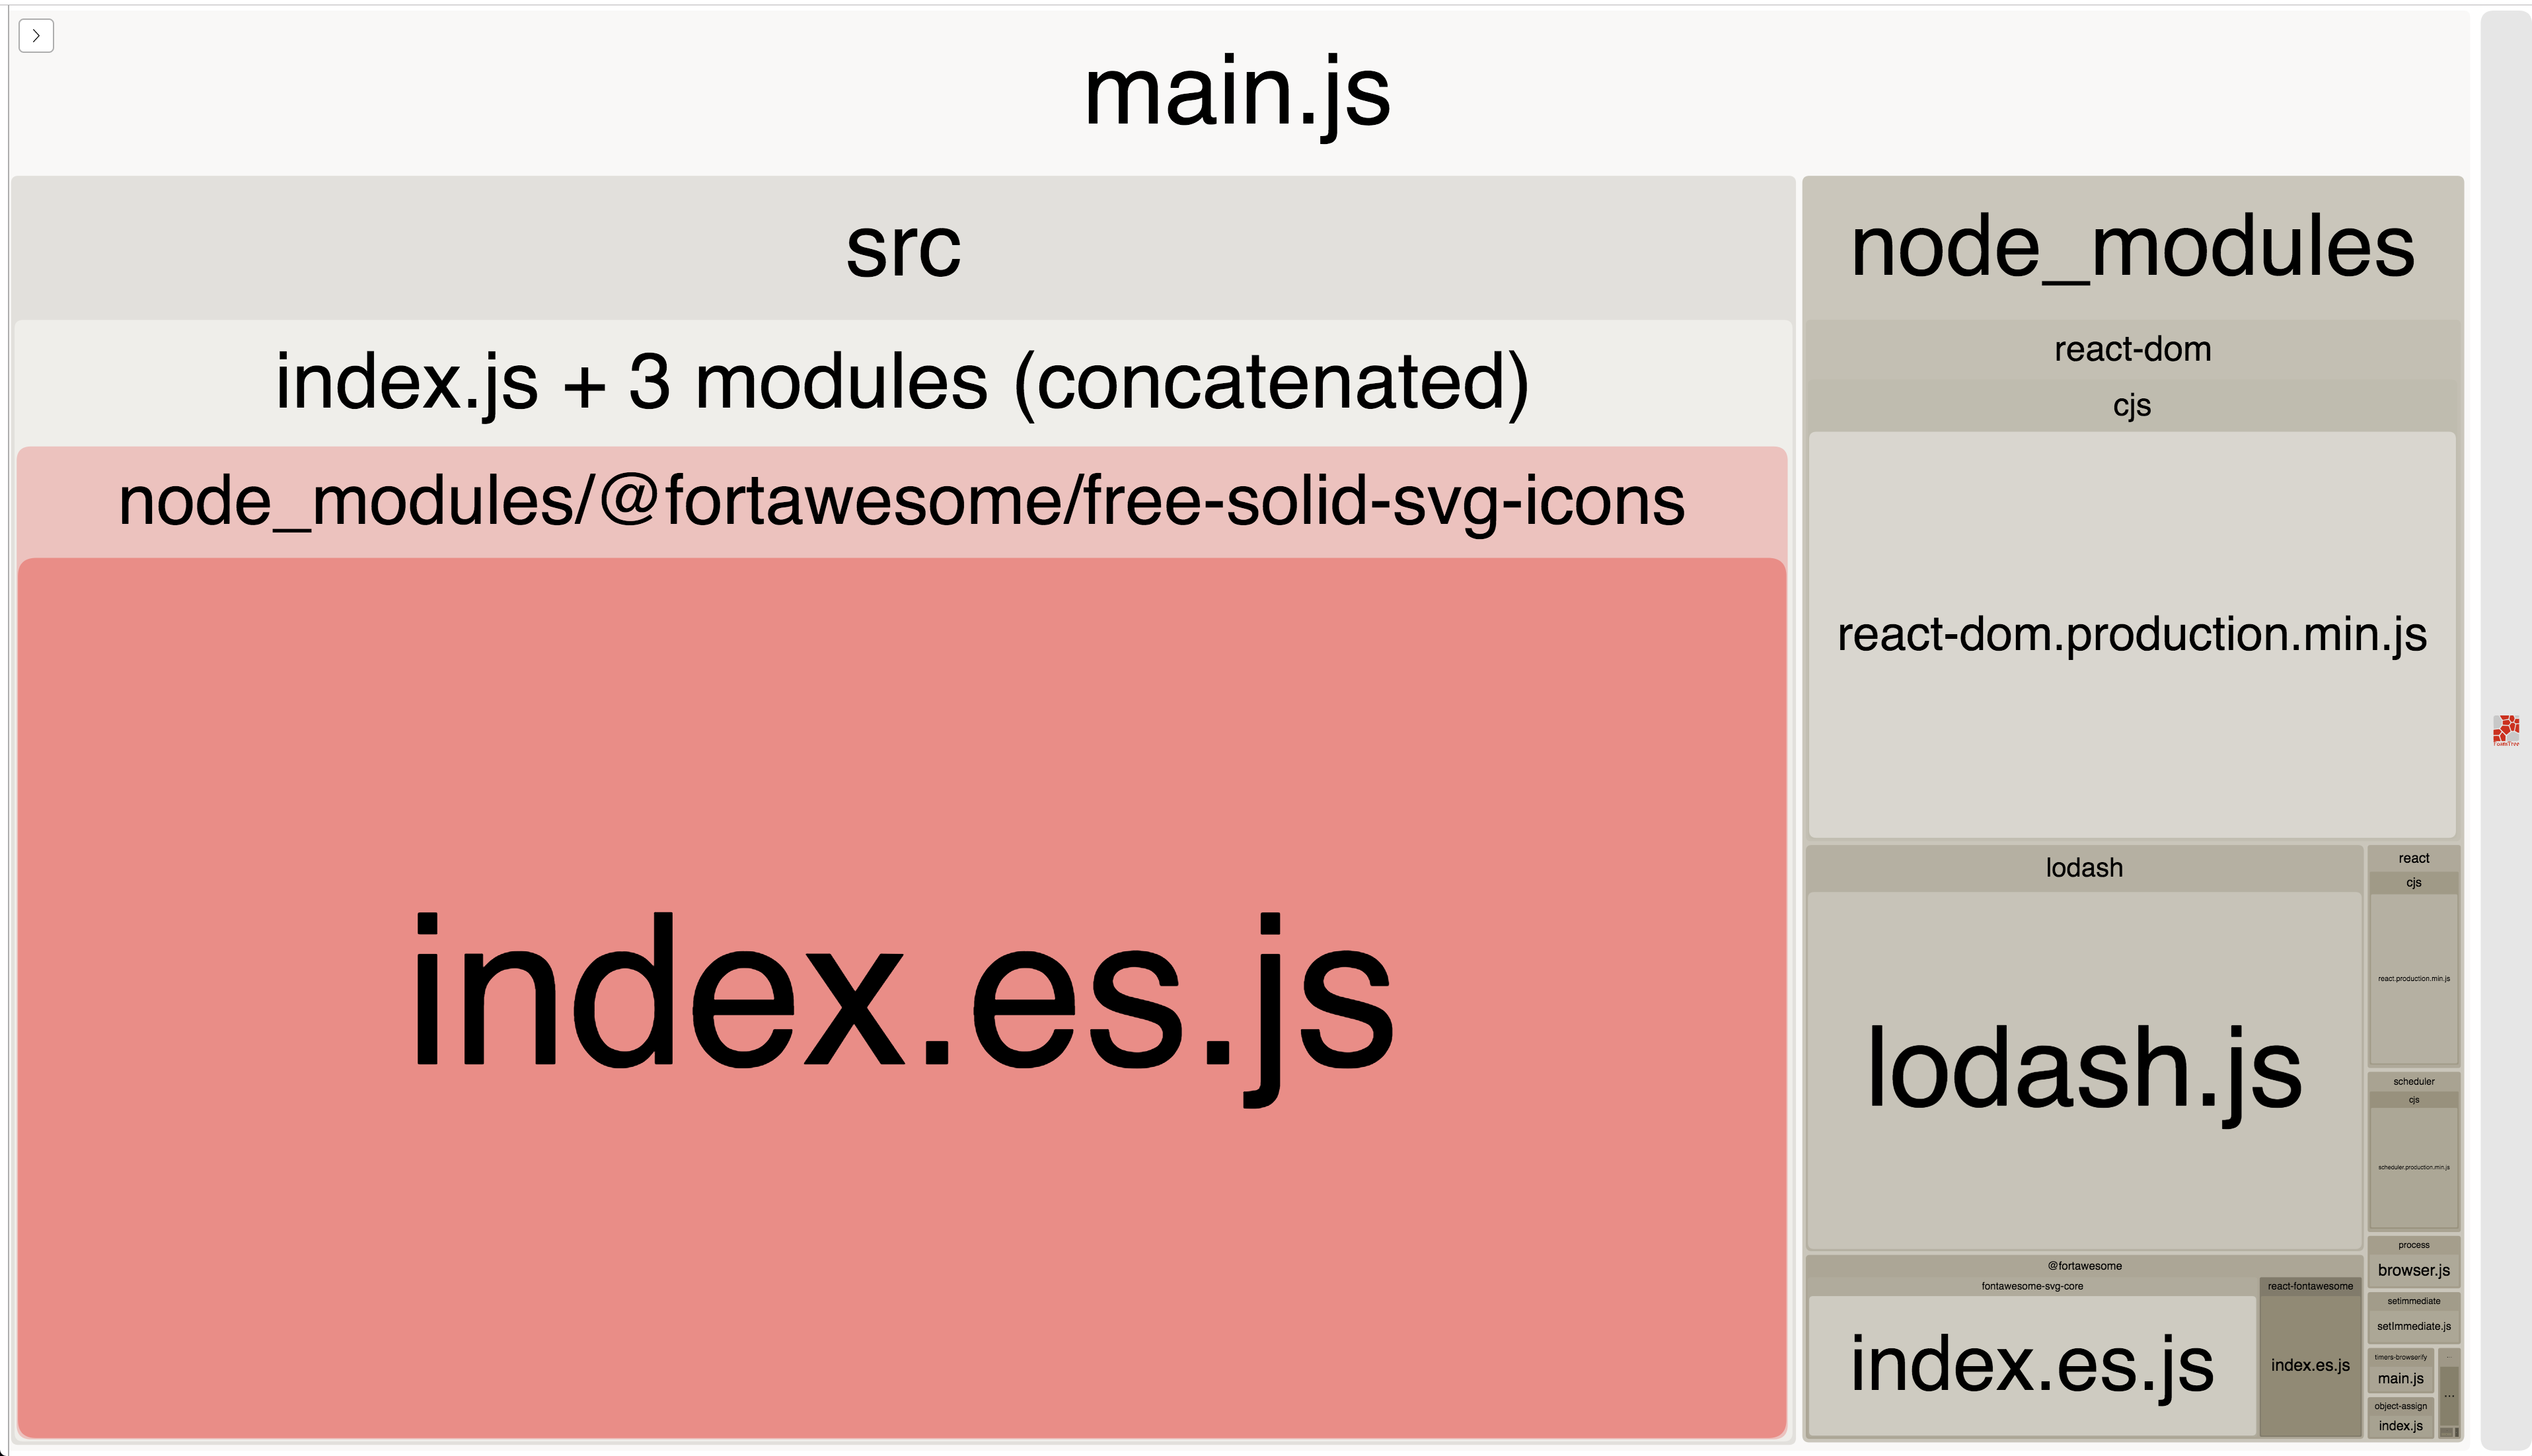 main.js
src
index.js + 3 modules (concatenated)
node_modules/@fortawesome/free-solid-svg-icons
index.es.js
node_modules
react-dom
cjs
react-dom.production.min.js
lodash
lodash.js
@fortawesome
fontawesome-svg-core
index.es.js
react-fontawesome
index.es.js
react
cjs
react.production.min.js
scheduler
cjs
scheduler.production.min.js
process
browser.js
setimmediate
setImmediate.js
timers-browserify
main.js
object-assign
index.js
...
FoamTree